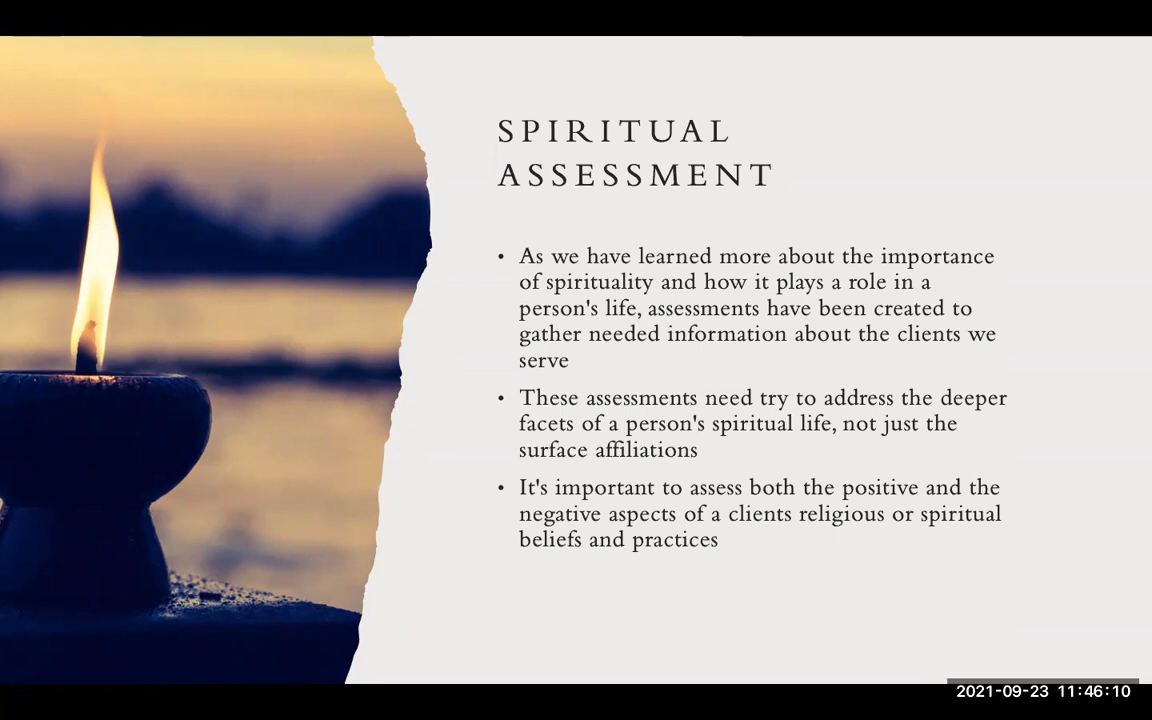 SPIRITUAL
ASSESSMENT
• As we have learned more about the importance
of spirituality and how it plays a role in a
person's life, assessments have been created to
gather needed information about the clients we
serve
• These assessments need try to address the deeper
facets of a person's spiritual life, not just the
surface affiliations
• It's important to assess both the positive and the
negative aspects of a clients religious or spiritual
beliefs and practices
2021-09-23 11:46:10